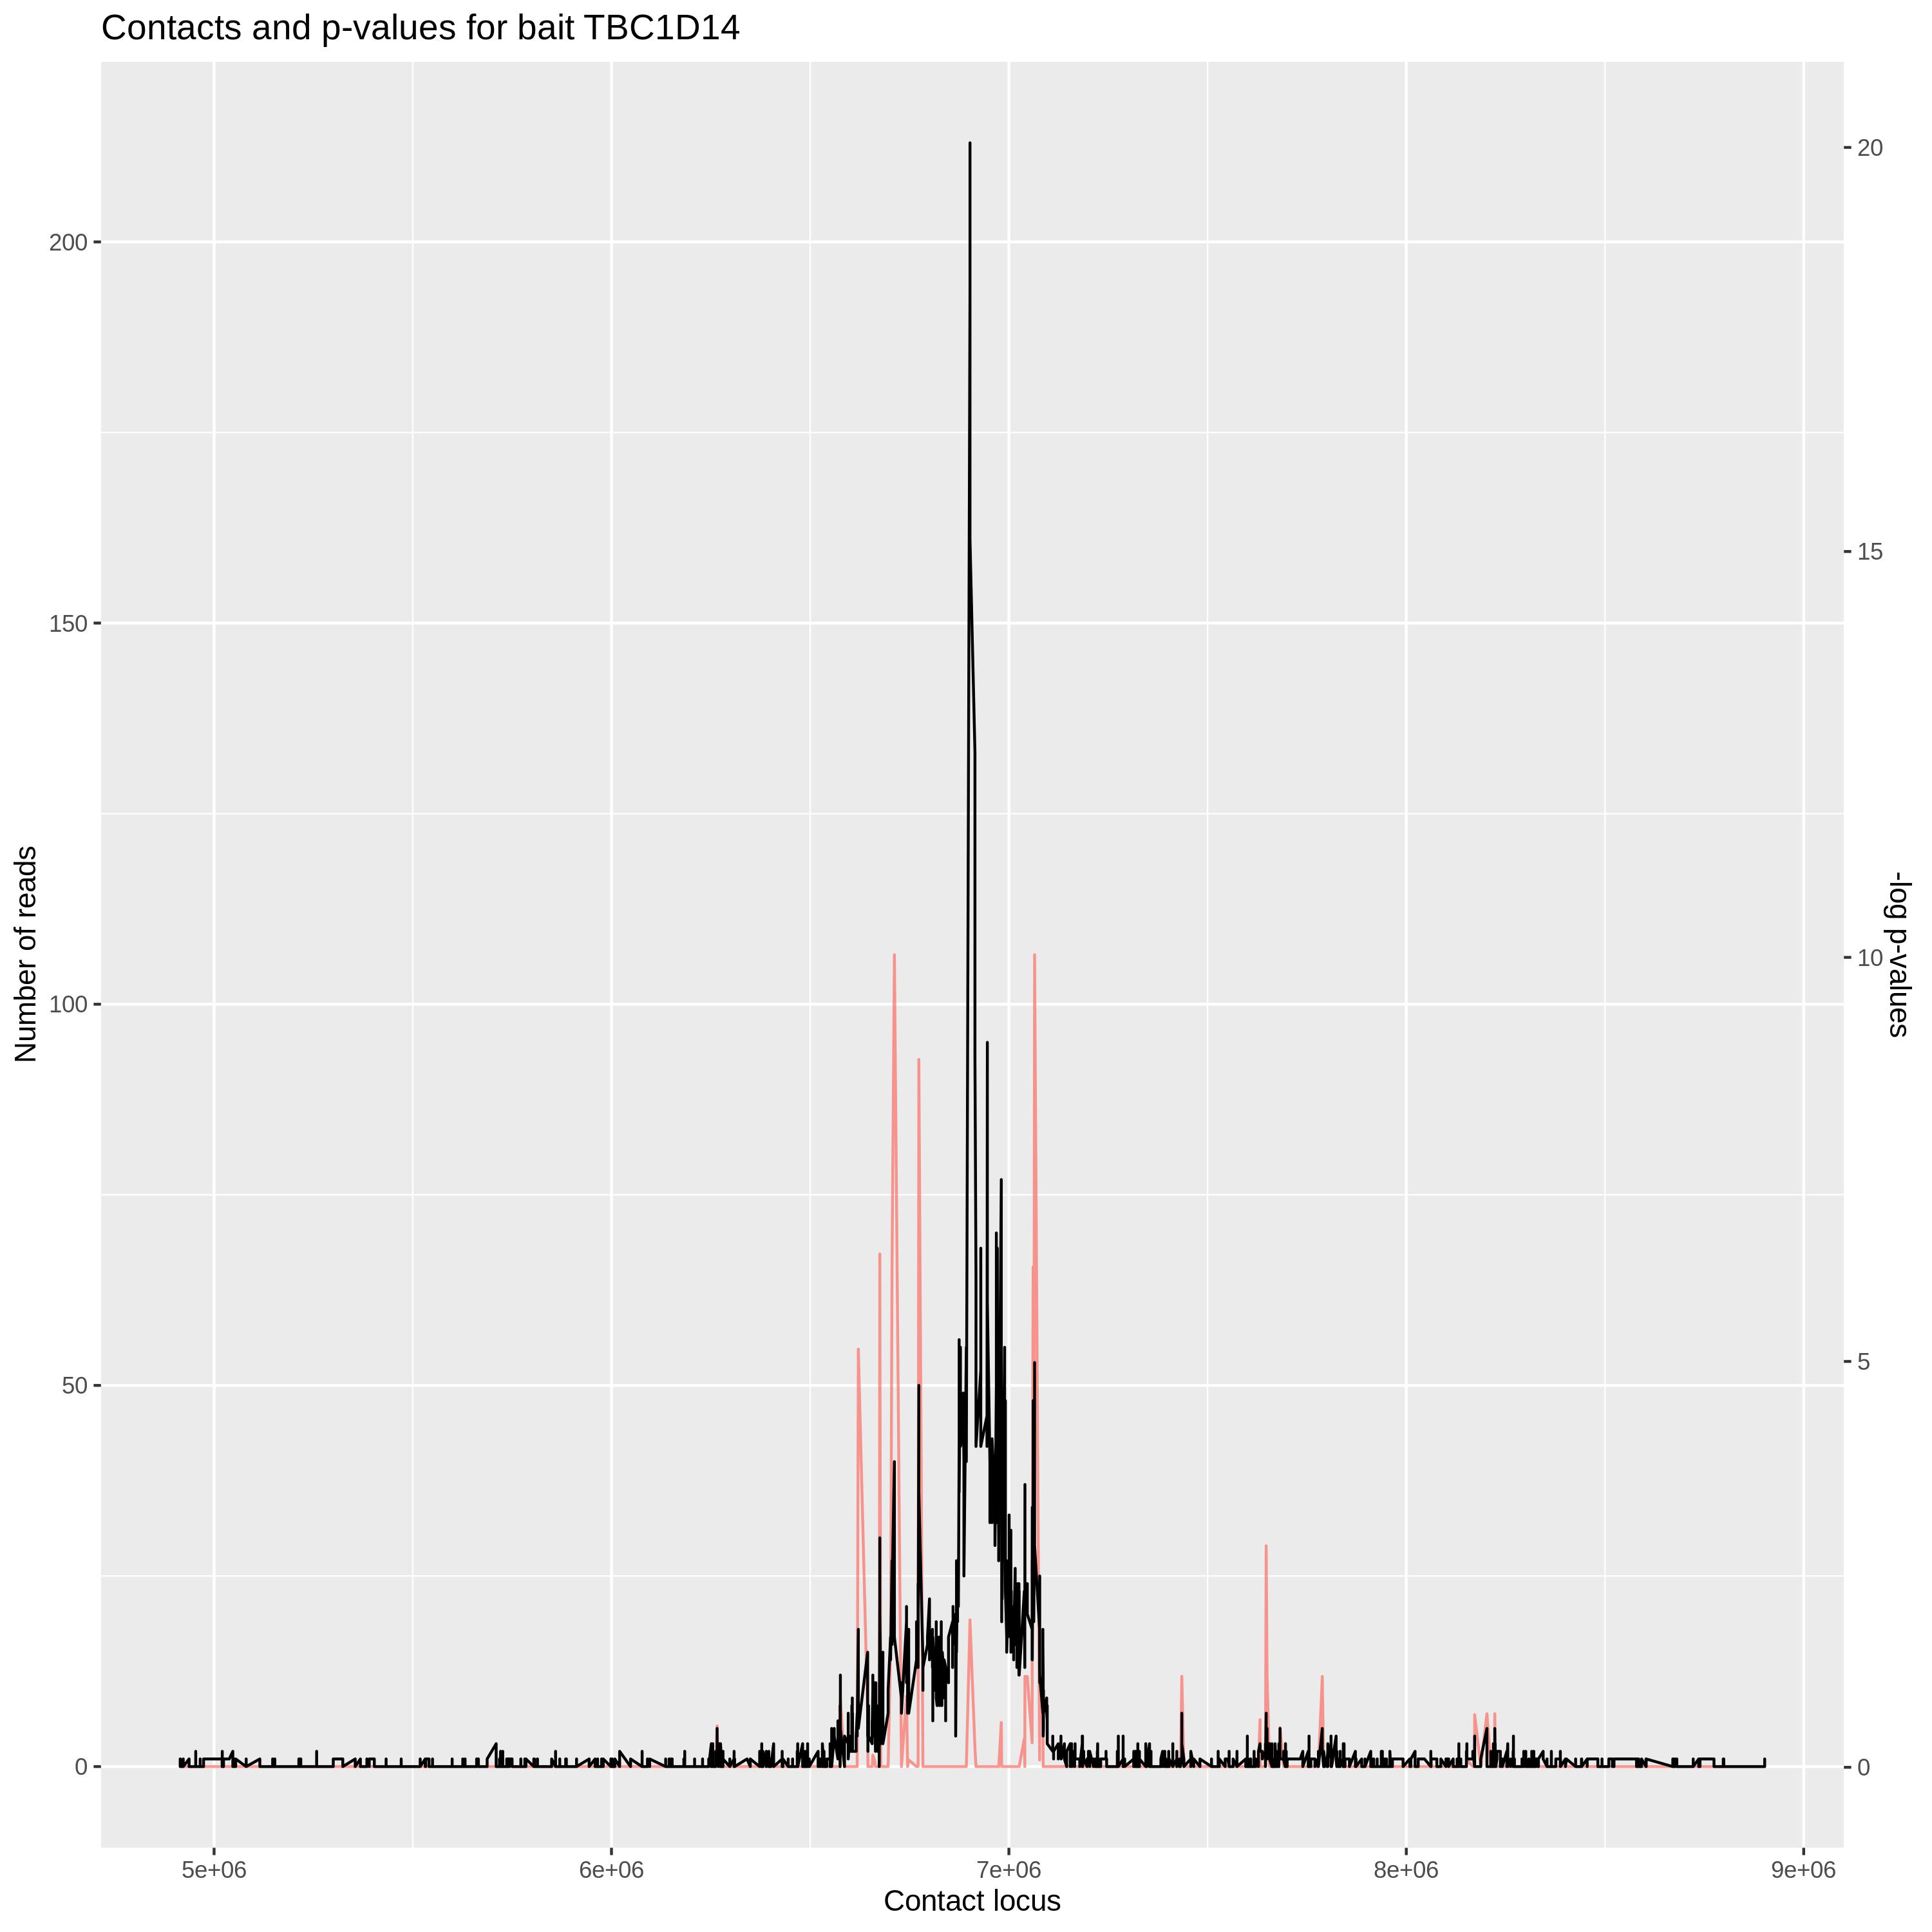 Contacts and p-values for bait TBC1D14
20
200
15
150
10
100
5
50
0
0
Number of reads
-log p-values
5e+06 6e+06 7e+06 8e+06 9e+06
Contact locus